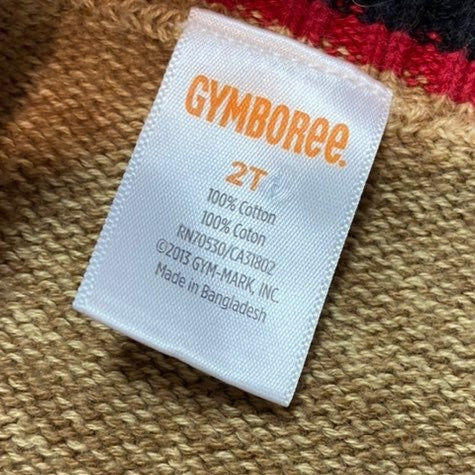 GYMBOREE.
2T
100% Cotton
100% Coton
RN70530/CA31802
©2013 GYM-MARK, INC.
Made in Bangladesh